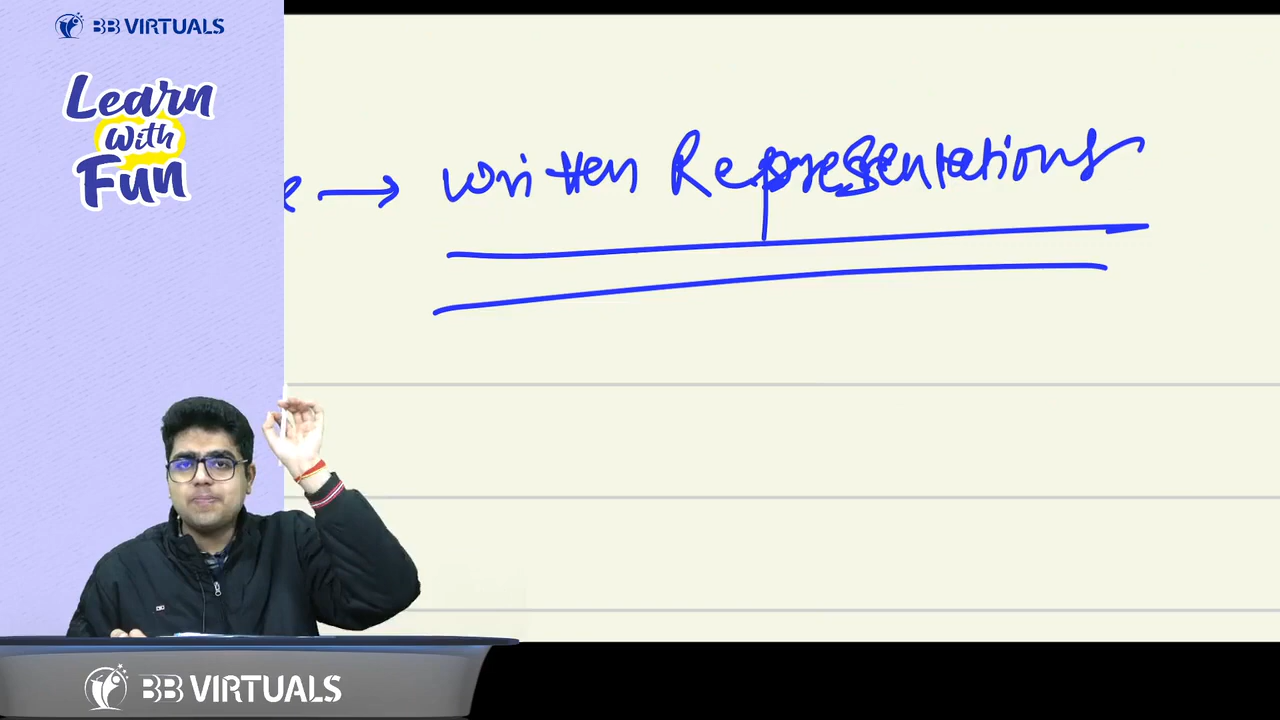 BB VIRTUALS
Learn
with
Fun
e → Written Representations
BB VIRTUALS